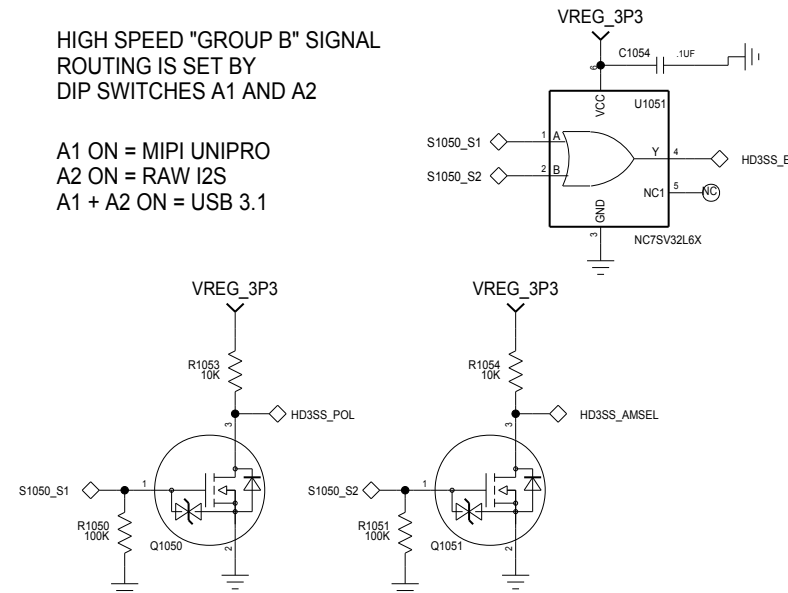 HIGH SPEED "GROUP B" SIGNAL
ROUTING IS SET BY
DIP SWITCHES A1 AND A2
A1 ON = MIPI UNIPRO
A2 ON = RAW I2S
A1 + A2 ON = USB 3.1
VREG_3P3
C1054
.1UF
6
VCC
U1051
S1050_S1
1
A
Y
4
HD3SS_E
S1050_S2
2
B
NC1
5
NC
GND
3
NC7SV32L6X
VREG_3P3
R1053
10K
HD3SS_POL
3
S1050_S1
1
R1050
100K
Q1050
2
VREG_3P3
R1054
10K
HD3SS_AMSEL
3
S1050_S2
1
R1051
100K
Q1051
2